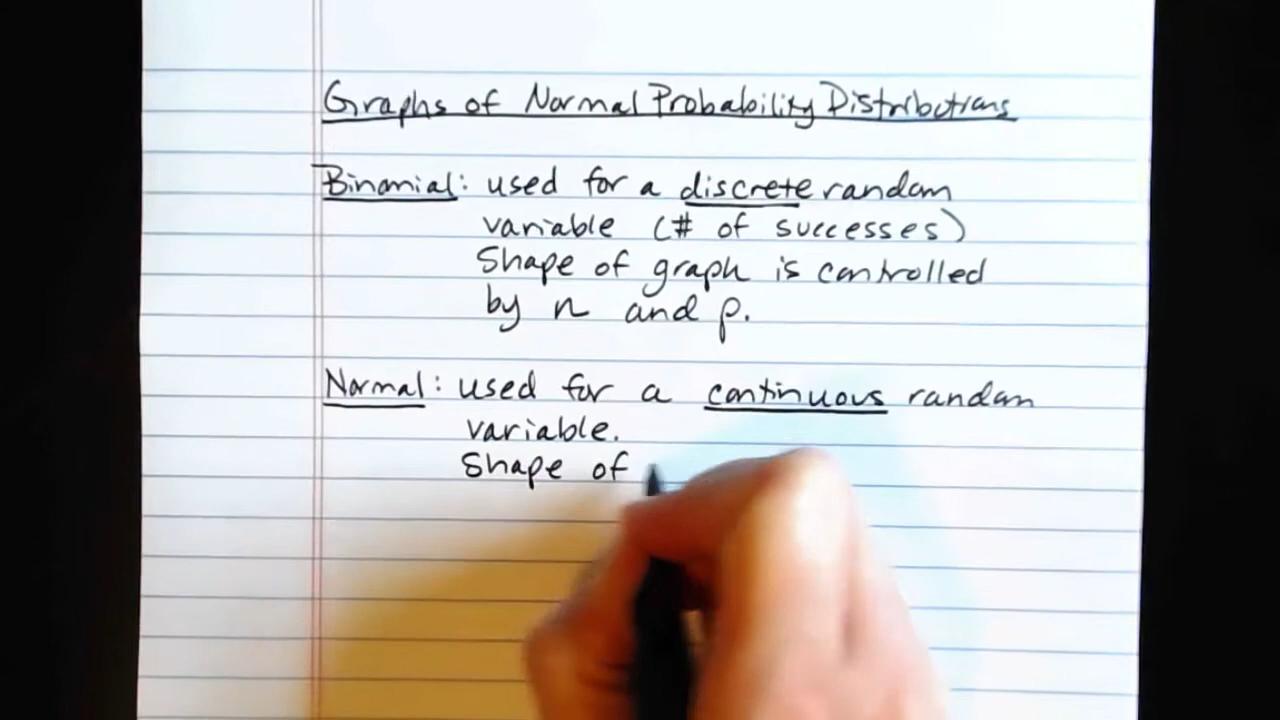 Graphs of Normal Probability Distributions
Binomial: used for a discrete random
variable (# of successes)
Shape of graph is controlled
by n and p.
Normal: used for a continuous random
variable.
Shape of